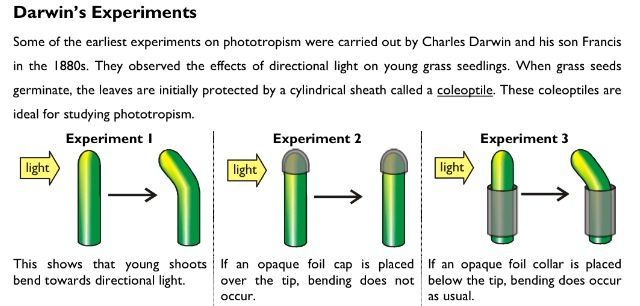 Darwin's Experiments
Some of the earliest experiments on phototropism were carried out by Charles Darwin and his son Francis
in the 1880s. They observed the effects of directional light on young grass seedlings. When grass seeds
germinate, the leaves are initially protected by a cylindrical sheath called a coleoptile. These coleoptiles are
ideal for studying phototropism.
Experiment 1
light
This shows that young shoots
bend towards directional light.
Experiment 2
light
If an opaque foil cap is placed
over the tip, bending does not
occur.
Experiment 3
light
If an opaque foil collar is placed
below the tip, bending does occur
as usual.